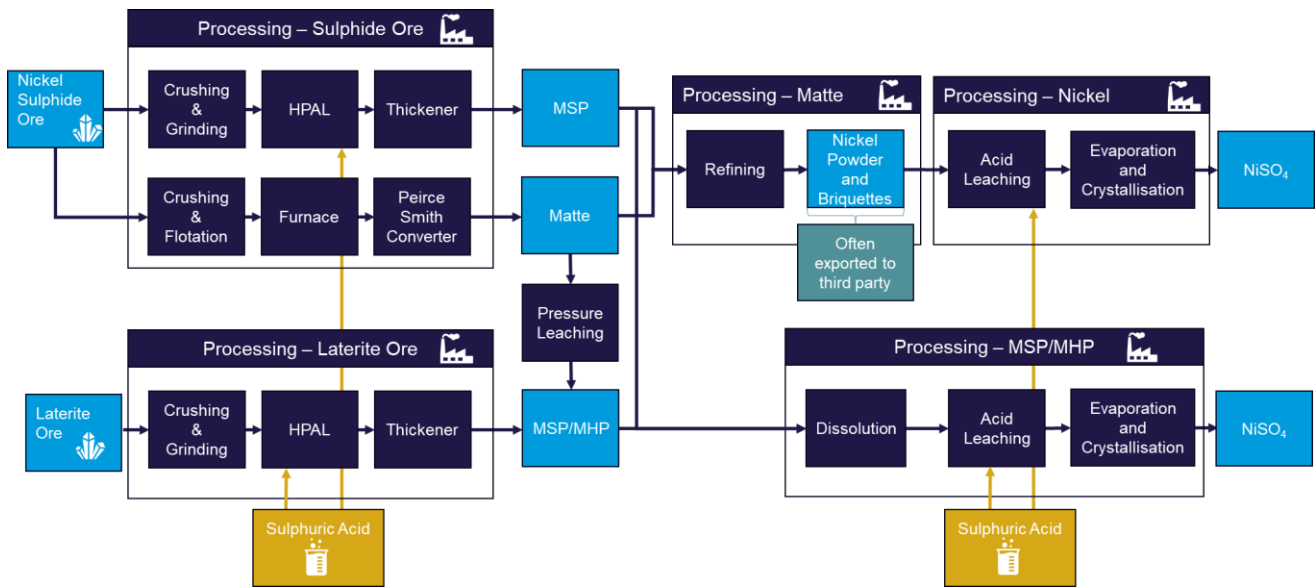 Processing – Sulphide Ore
Nickel
Sulphide
Ore
Crushing
&
Grinding
HPAL
Thickener
MSP
Crushing &
Flotation
Furnace
Peirce
Smith
Converter
Matte
Pressure
Leaching
Processing – Matte
Refining
Nickel
Powder
and
Briquettes
Often
exported to
third party
Processing – Nickel
Acid
Leaching
Evaporation
and
Crystallisation
NiSO₄
Processing – Laterite Ore
Laterite
Ore
Crushing
&
Grinding
HPAL
Thickener
MSP/MHP
Sulphuric Acid
Processing – MSP/MHP
Dissolution
Acid
Leaching
Evaporation
and
Crystallisation
NiSO₄
Sulphuric Acid